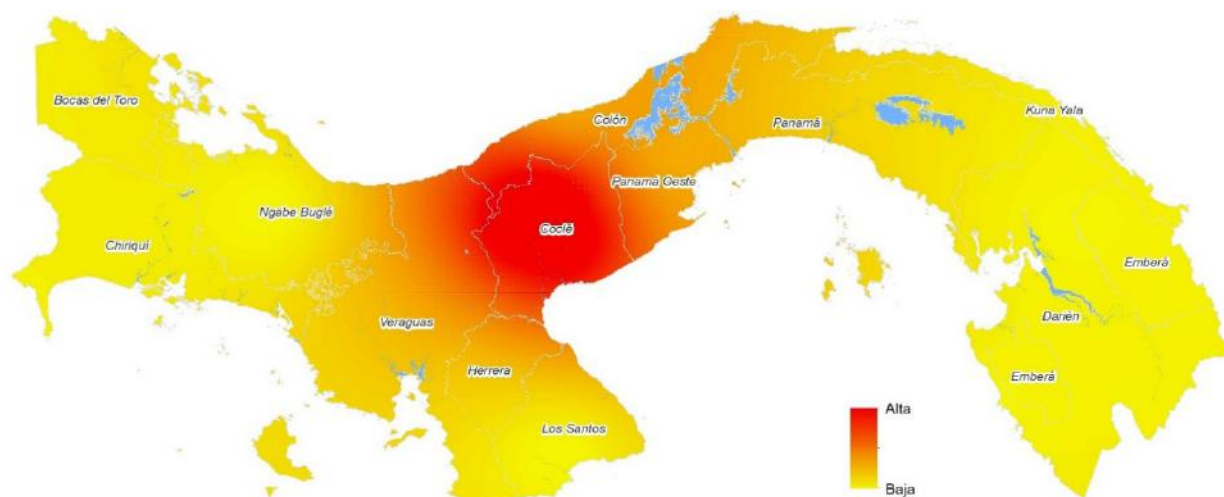 Bocas del Toro
Kuna Yala
Colón
Panamá
Panamá Oeste
Ngabe Buglé
Coclé
Chiriquí
Emberá
Veraguas
Darién
Herrera
Emberá
Alta
Los Santos
Baja